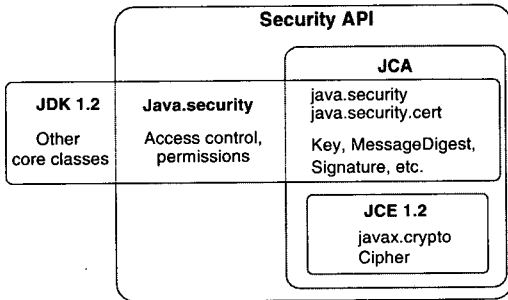 Security API
JCA
JDK 1.2
Other
core classes
Java.security
Access control,
permissions
java.security
java.security.cert
Key, MessageDigest,
Signature, etc.
JCE 1.2
javax.crypto
Cipher